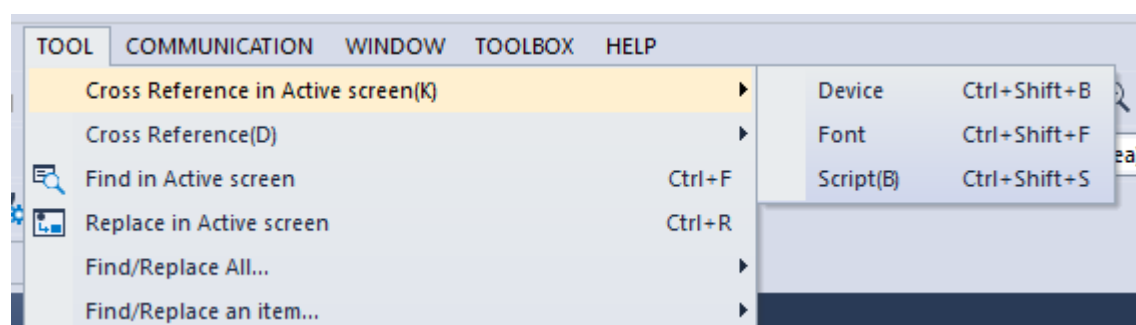 TOOL COMMUNICATION WINDOW TOOLBOX HELP
Cross Reference in Active screen(K)
Device Ctrl+Shift+B
Cross Reference(D)
Font Ctrl+Shift+F
Find in Active screen Ctrl+F
Script(B) Ctrl+Shift+S
Replace in Active screen Ctrl+R
Find/Replace All...
Find/Replace an item...